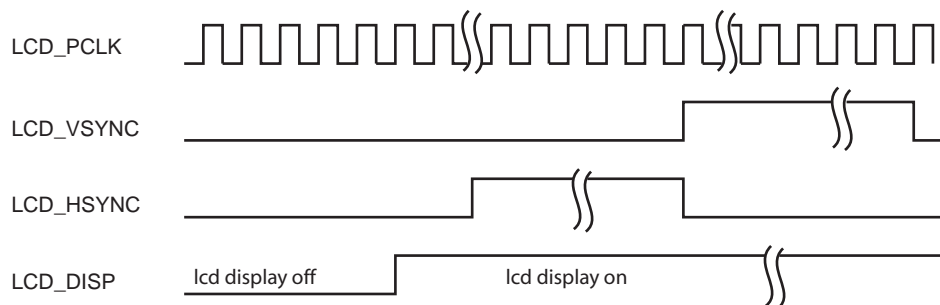 LCD_PCLK
LCD_VSYNC
LCD_HSYNC
LCD_DISP
lcd display off
lcd display on